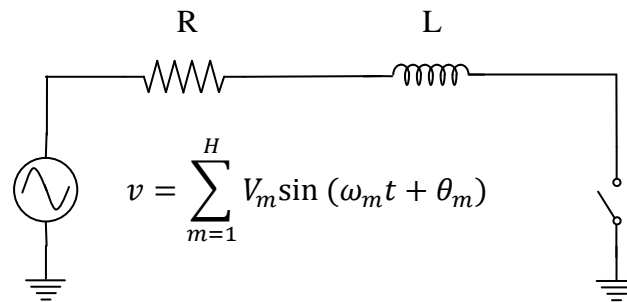 R L
H
v = ∑ V_m sin (ω_m t + θ_m)
m=1